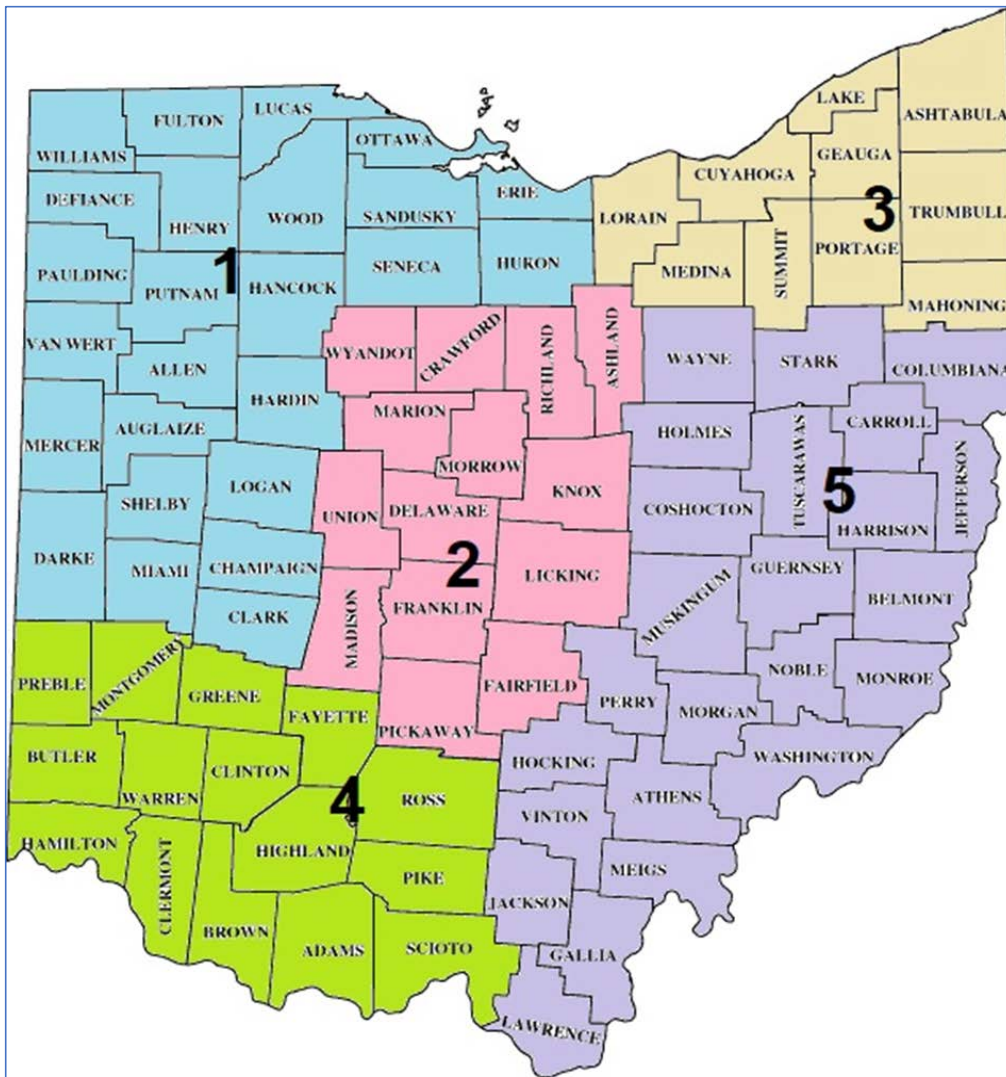 LAKE
ASHTABULA
FULTON
LUCAS
OTTAWA
WILLIAMS
GEAUGA
CUYAHOGA
DEFIANCE
ERIE
WOOD
SANDUSKY
LORAIN
3
TRUMBULL
HENRY
PORTAGE
SUMMIT
1
PAULDING
SENECA
HUKON
MEDINA
PUTNAM
HANCOCK
MAHONING
VAN WERT
WYANDOT
CRAWFORD
RICHLAND
ASHLAND
WAYNE
STARK
COLUMBIANA
ALLEN
HARDIN
MARION
MERCER
AUGLAIZE
MORROW
HOLMES
CARROLL
TUSCARAWAS
JEFFERSON
LOGAN
KNOX
SHELBY
UNION
DELAWARE
COSHOCTON
5
HARRISON
DARKE
MIAMI
CHAMPAIGN
2
LICKING
GUERNSEY
FRANKLIN
MUSKINGUM
BELMONT
CLARK
MADISON
NOBLE
MONROE
PREBLE
MONTGOMERY
GREENE
FAIRFIELD
PERRY
MORGAN
FAYETTE
PICKAWAY
BUTLER
WASHINGTON
CLINTON
HOCKING
WARREN
4
ROSS
ATHENS
VINTON
HAMILTON
HIGHLAND
CLERMONT
PIKE
MEIGS
JACKSON
BROWN
ADAMS
SCIOTO
GALLIA
LAWRENCE